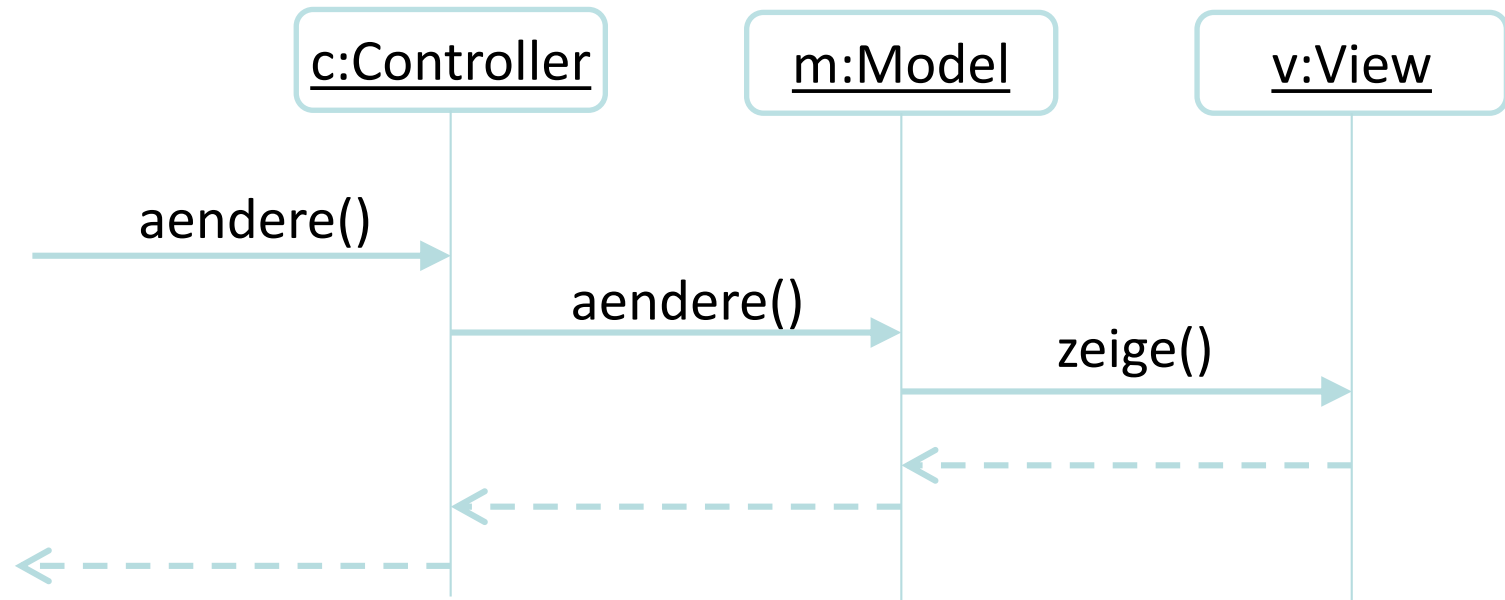 c:Controller
m:Model
v:View
aendere()
aendere()
zeige()